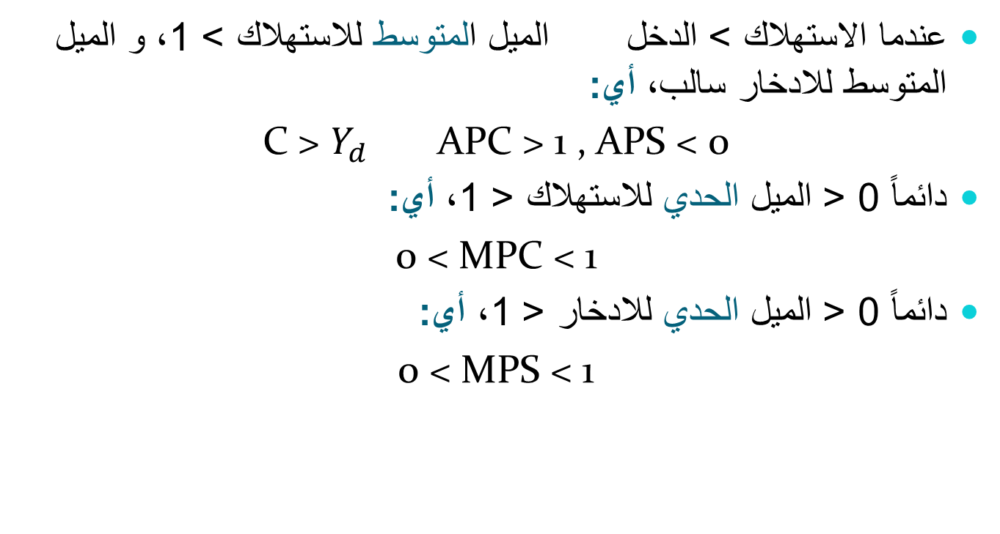 • عندما الاستهلاك > الدخل الميل المتوسط للاستهلاك > 1، و الميل
المتوسط للادخار سالب، أي:
C > Y_d APC > 1 , APS < 0
• دائماً 0 < الميل الحدي للاستهلاك < 1، أي:
0 < MPC < 1
• دائماً 0 < الميل الحدي للادخار < 1، أي:
0 < MPS < 1